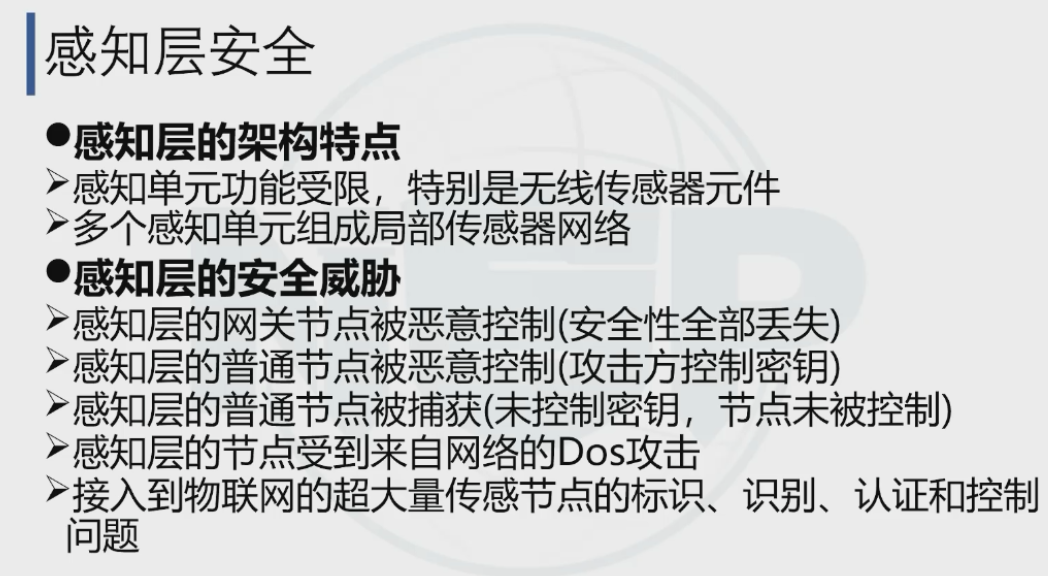 感知层安全
●感知层的架构特点
➢感知单元功能受限，特别是无线传感器元件
➢多个感知单元组成局部传感器网络
●感知层的安全威胁
➢感知层的网关节点被恶意控制(安全性全部丢失)
➢感知层的普通节点被恶意控制(攻击方控制密钥)
➢感知层的普通节点被捕获(未控制密钥，节点未被控制)
➢感知层的节点受到来自网络的Dos攻击
➢接入到物联网的超大量传感节点的标识、识别、认证和控制
问题